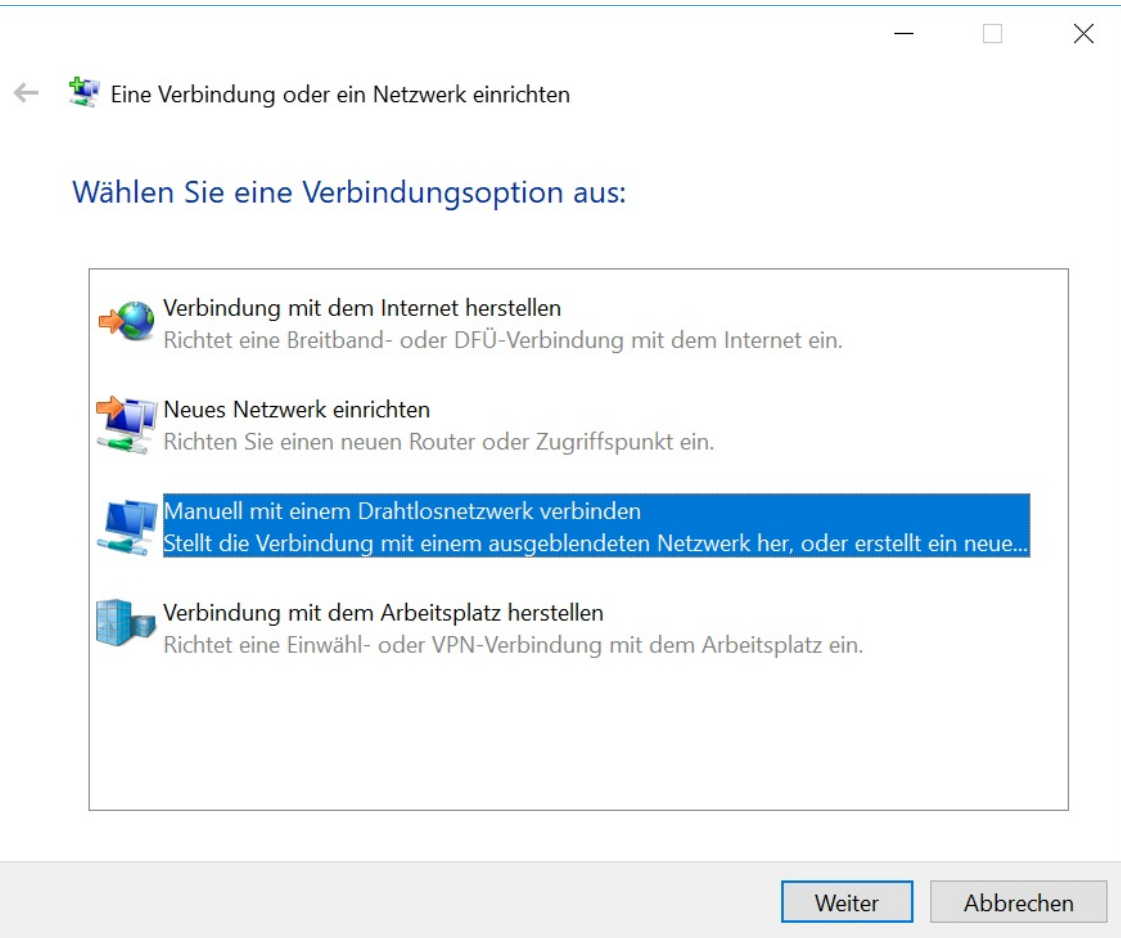 Eine Verbindung oder ein Netzwerk einrichten
Wählen Sie eine Verbindungsoption aus:
Verbindung mit dem Internet herstellen
Richtet eine Breitband- oder DFÜ-Verbindung mit dem Internet ein.
Neues Netzwerk einrichten
Richten Sie einen neuen Router oder Zugriffspunkt ein.
Manuell mit einem Drahtlosnetzwerk verbinden
Stellt die Verbindung mit einem ausgeblendeten Netzwerk her, oder erstellt ein neue...
Verbindung mit dem Arbeitsplatz herstellen
Richtet eine Einwähl- oder VPN-Verbindung mit dem Arbeitsplatz ein.
Weiter
Abbrechen